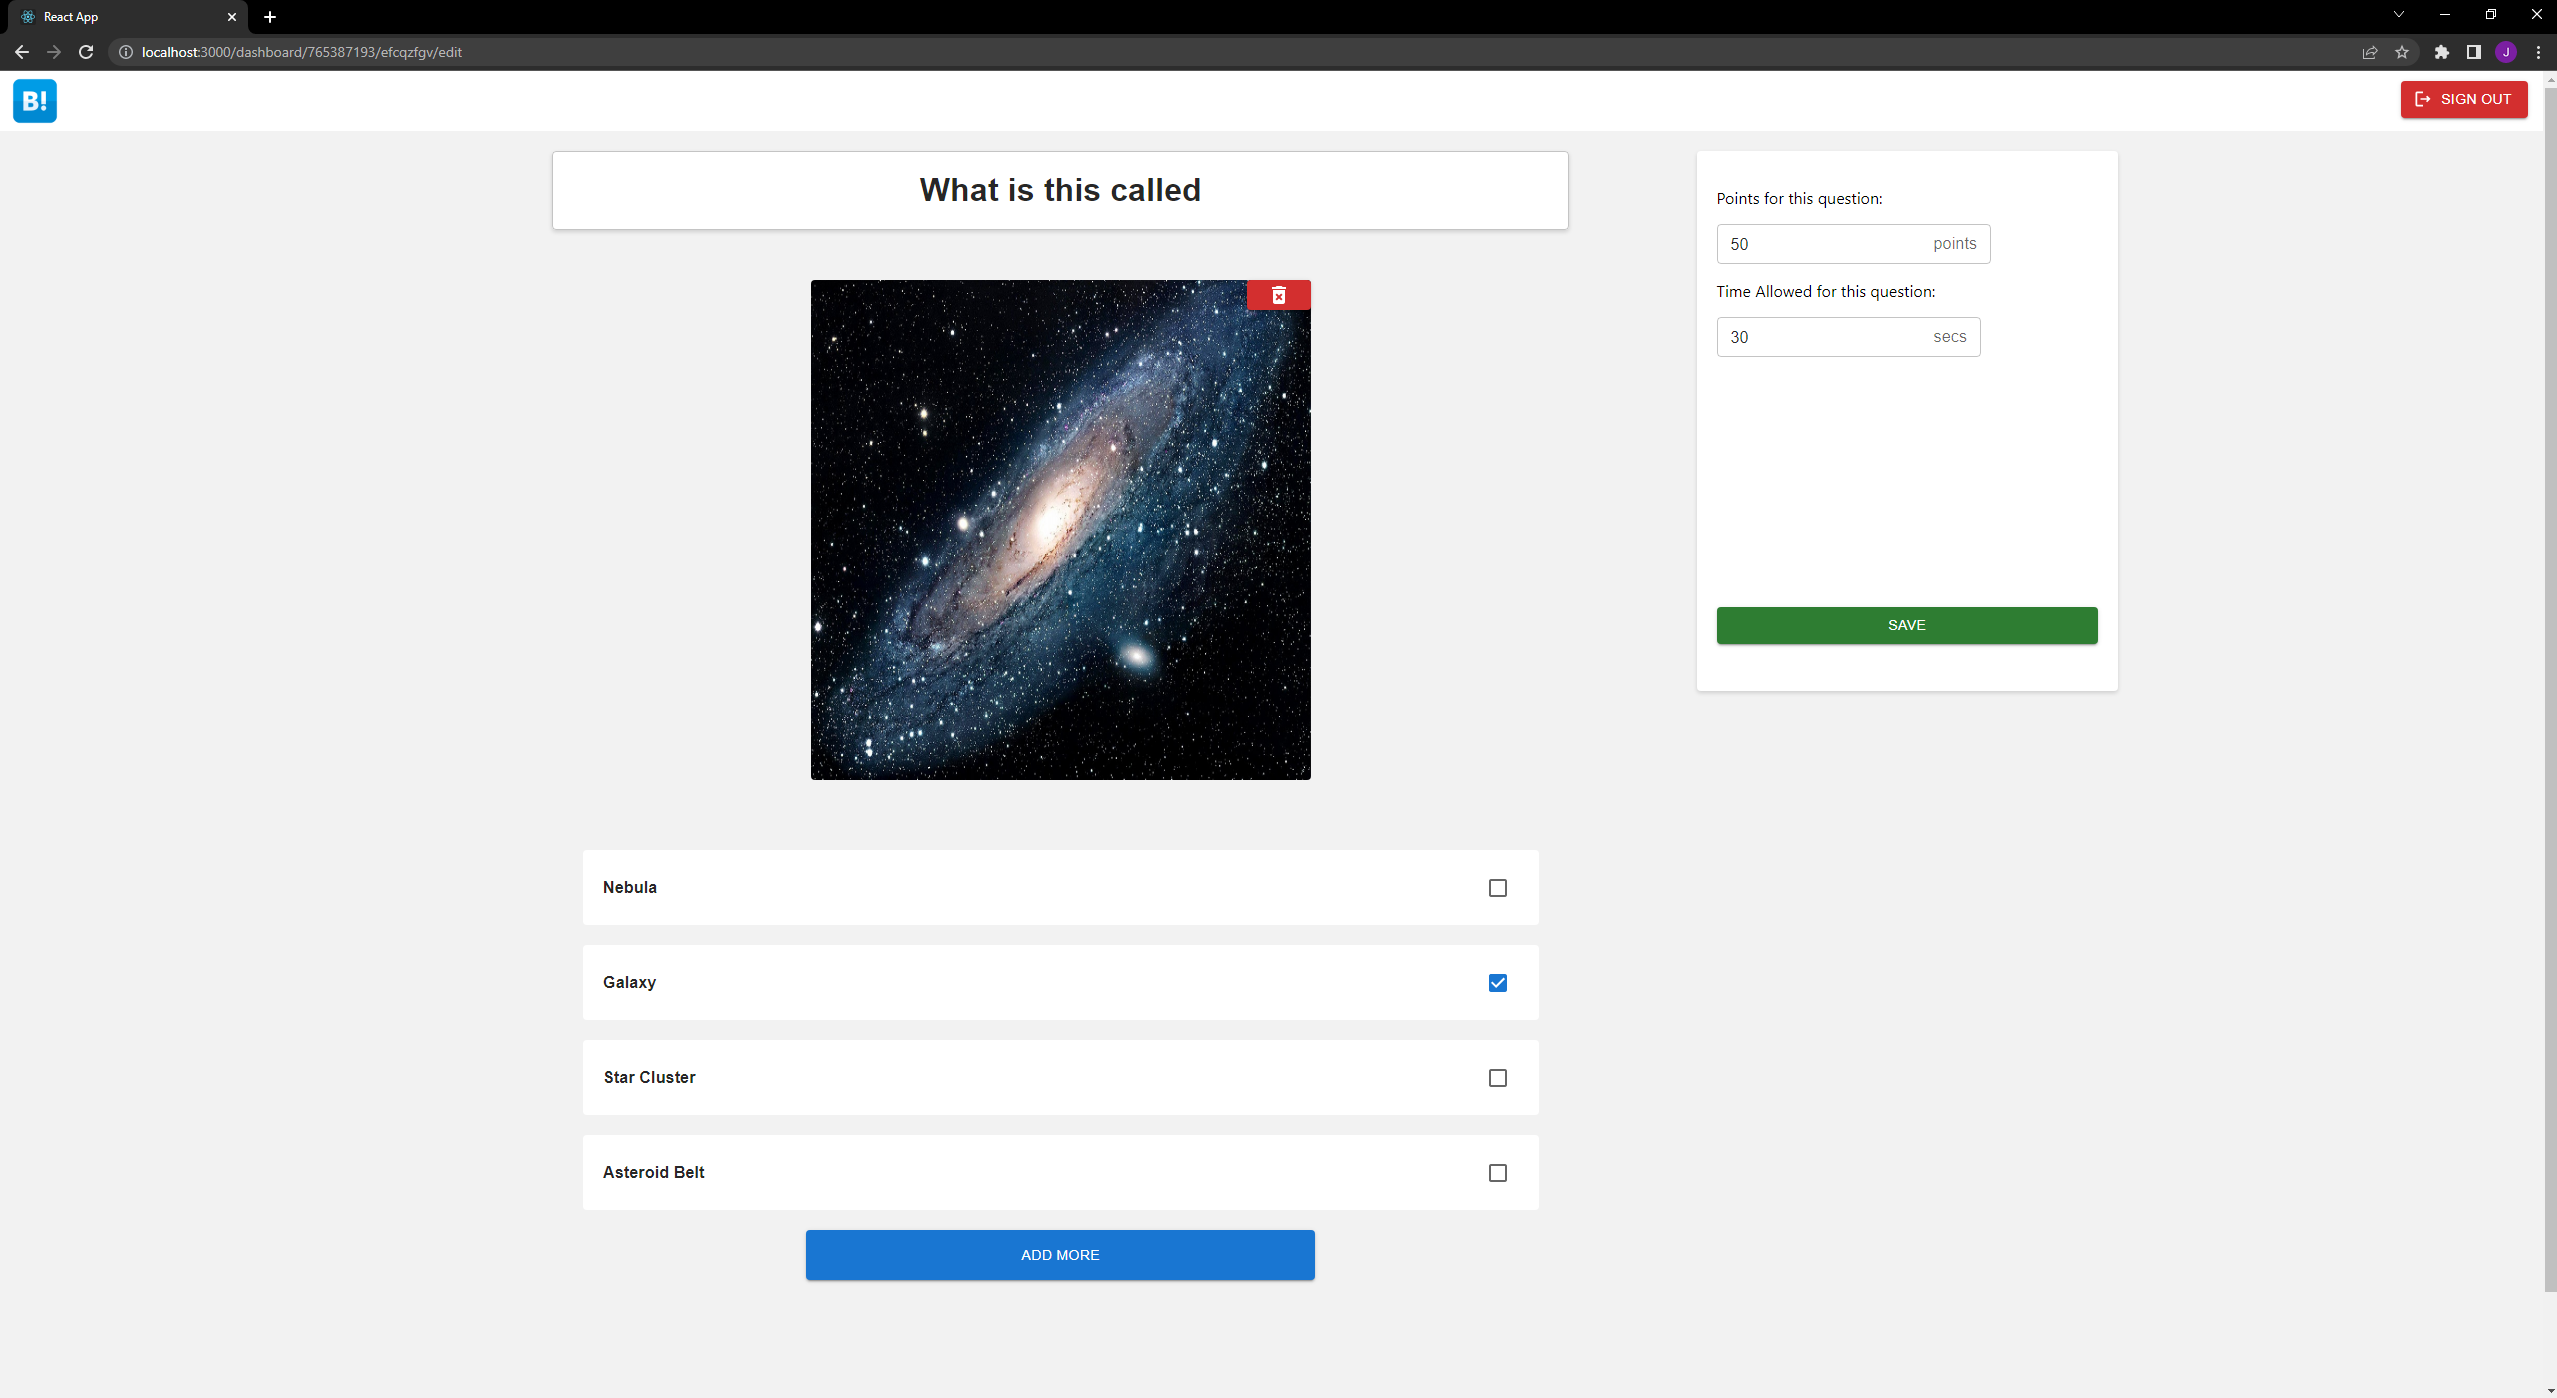 React App
localhost:3000/dashboard/765387193/efcqzfgv/edit
J
B!
SIGN OUT
What is this called
Points for this question:
50 points
Time Allowed for this question:
30 secs
SAVE
Nebula
Galaxy
Star Cluster
Asteroid Belt
ADD MORE